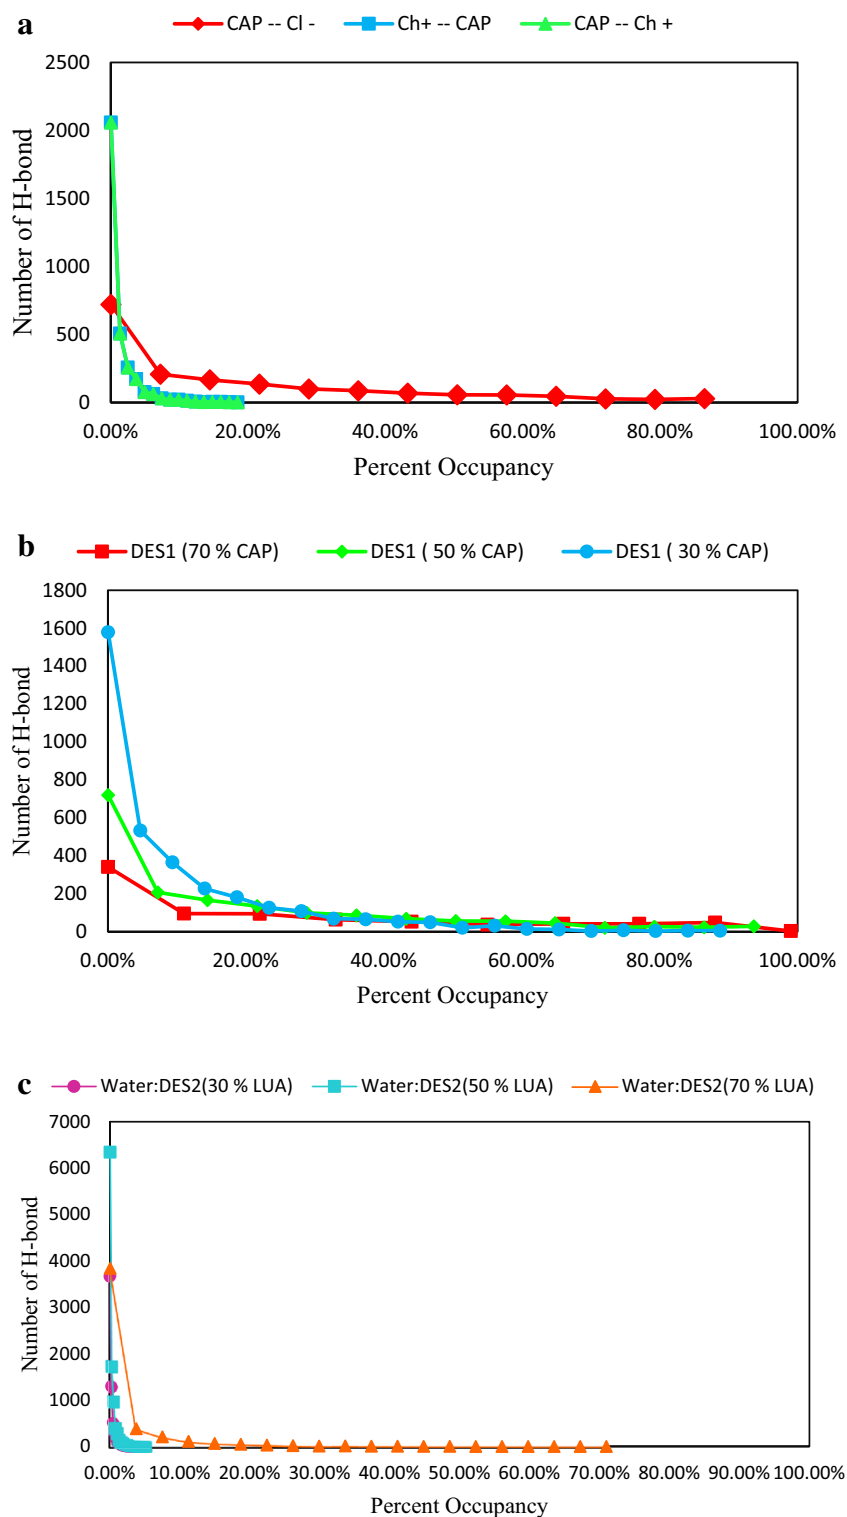 a
CAP -- Cl -
Ch+ -- CAP
CAP -- Ch +
2500
2000
1500
1000
500
0
Number of H-bond
0.00% 20.00% 40.00% 60.00% 80.00% 100.00%
Percent Occupancy
b
DES1 (70 % CAP)
DES1 ( 50 % CAP)
DES1 ( 30 % CAP)
1800
1600
1400
1200
1000
800
600
400
200
0
Number of H-bond
0.00% 20.00% 40.00% 60.00% 80.00% 100.00%
Percent Occupancy
c
Water:DES2(30 % LUA)
Water:DES2(50 % LUA)
Water:DES2(70 % LUA)
7000
6000
5000
4000
3000
2000
1000
0
Number of H-bond
0.00% 10.00% 20.00% 30.00% 40.00% 50.00% 60.00% 70.00% 80.00% 90.00% 100.00%
Percent Occupancy